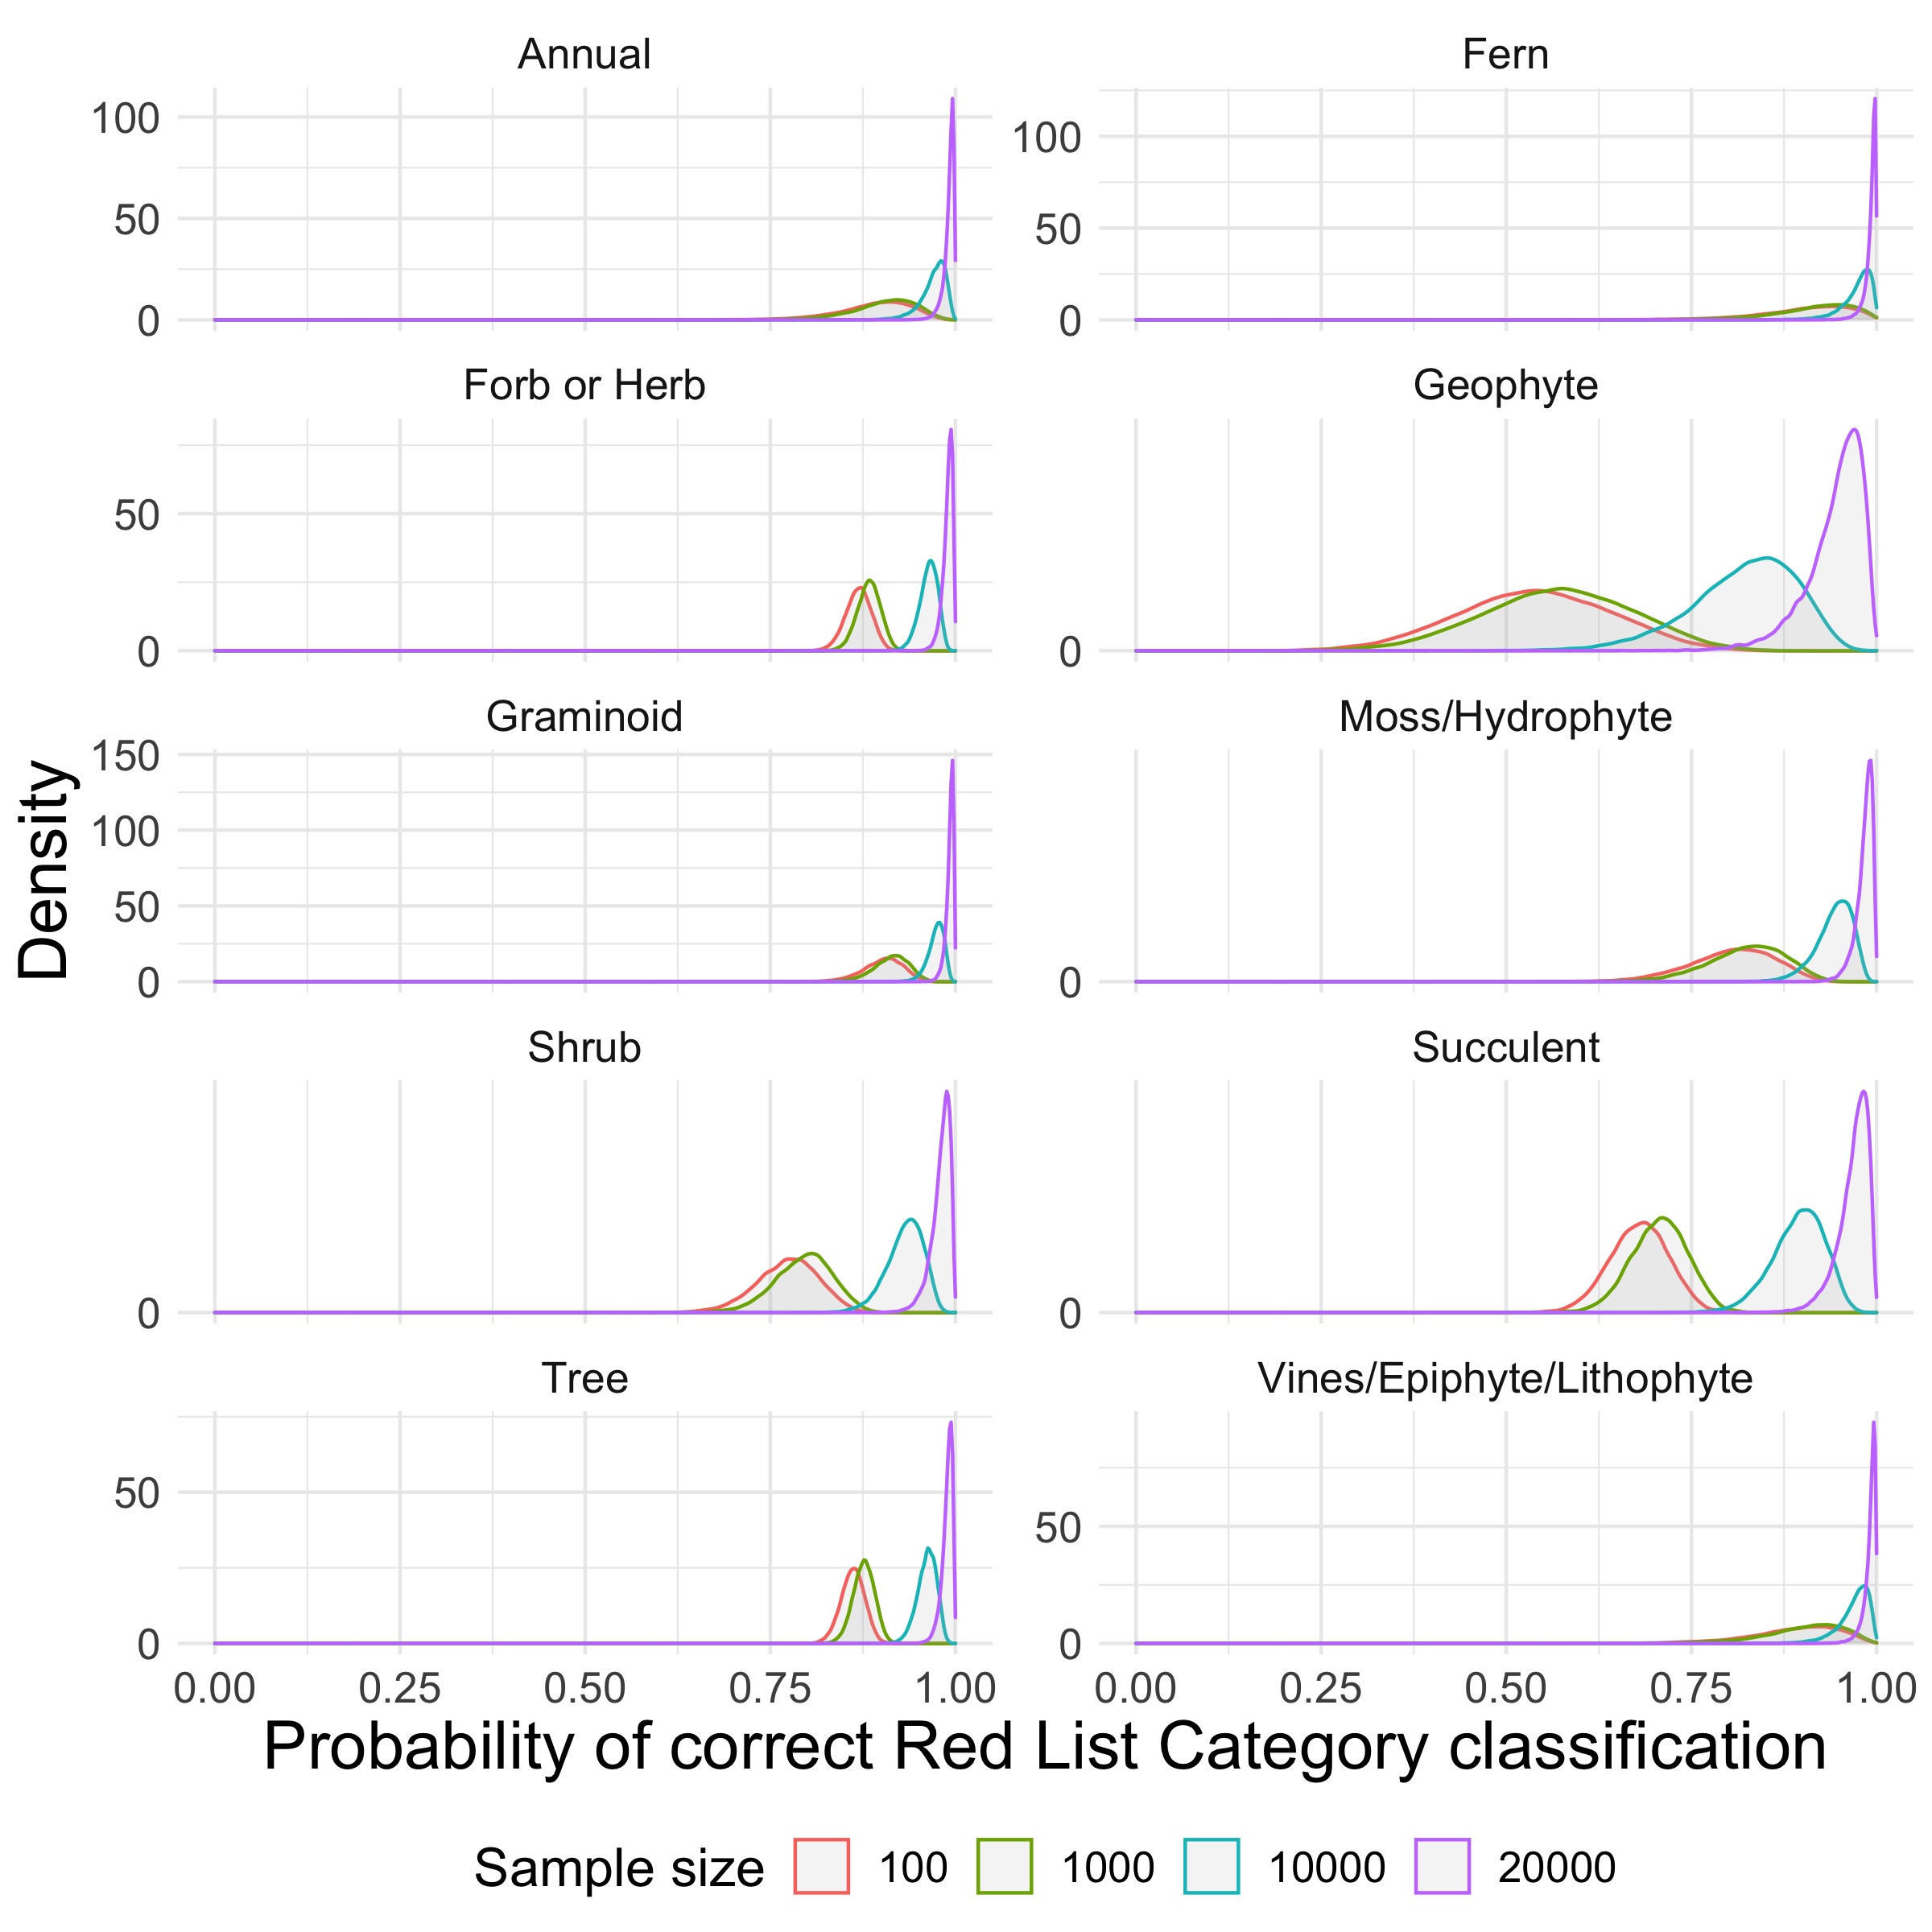 Annual
Fern
100
50
0
100
50
0
Forb or Herb
Geophyte
50
0
0
Graminoid
Moss/Hydrophyte
150
100
50
0
0
Density
Shrub
Succulent
0
0
Tree
Vines/Epiphyte/Lithophyte
50
0
50
0
0.00 0.25 0.50 0.75 1.00
0.00 0.25 0.50 0.75 1.00
Probability of correct Red List Category classification
Sample size 100 1000 10000 20000